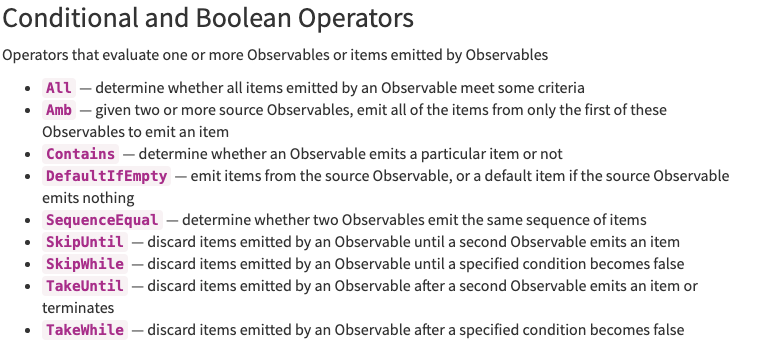 Conditional and Boolean Operators
Operators that evaluate one or more Observables or items emitted by Observables
• All — determine whether all items emitted by an Observable meet some criteria
• Amb — given two or more source Observables, emit all of the items from only the first of these
Observables to emit an item
• Contains — determine whether an Observable emits a particular item or not
• DefaultIfEmpty — emit items from the source Observable, or a default item if the source Observable
emits nothing
• SequenceEqual — determine whether two Observables emit the same sequence of items
• SkipUntil — discard items emitted by an Observable until a second Observable emits an item
• SkipWhile — discard items emitted by an Observable until a specified condition becomes false
• TakeUntil — discard items emitted by an Observable after a second Observable emits an item or
terminates
• TakeWhile — discard items emitted by an Observable after a specified condition becomes false